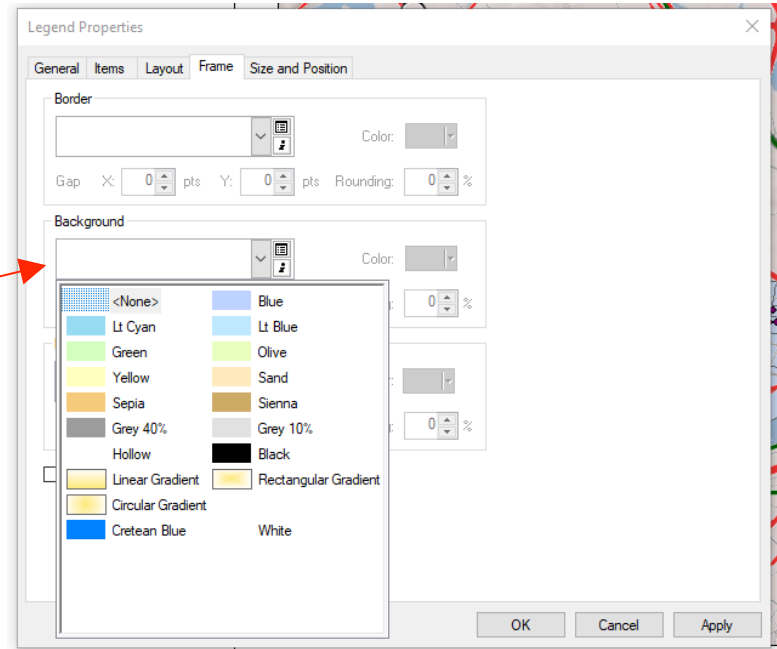 Legend Properties
General Items Layout Frame Size and Position
Border
Color:
Gap X: 0 pts Y: 0 pts Rounding: 0 %
Background
Color:
<None> Blue
0 %
Lt Cyan Lt Blue
Green Olive
Yellow Sand
Sepia Sienna
Grey 40% Grey 10%
0 %
Hollow Black
Linear Gradient Rectangular Gradient
Circular Gradient
Cretean Blue White
OK Cancel Apply